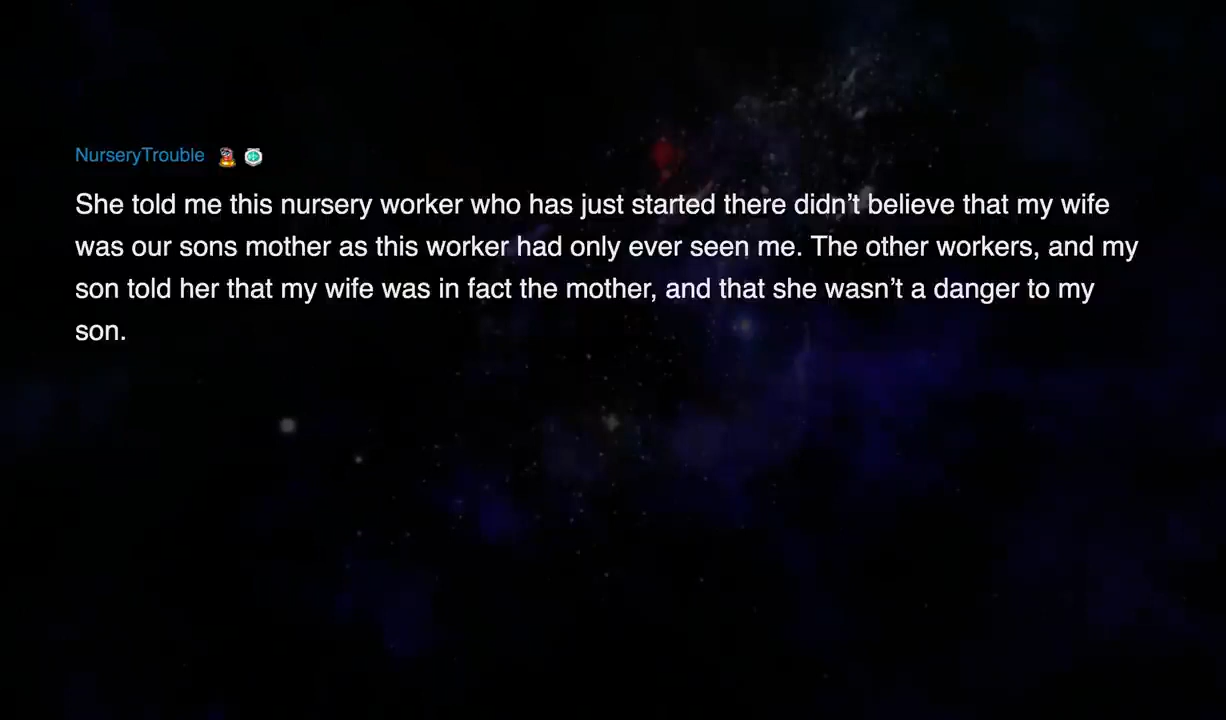 NurseryTrouble
She told me this nursery worker who has just started there didn’t believe that my wife
was our sons mother as this worker had only ever seen me. The other workers, and my
son told her that my wife was in fact the mother, and that she wasn’t a danger to my
son.